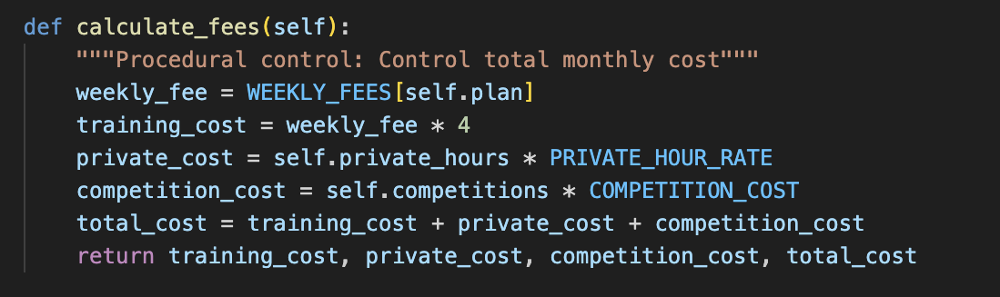 def calculate_fees(self):
    """Procedural control: Control total monthly cost"""
    weekly_fee = WEEKLY_FEES[self.plan]
    training_cost = weekly_fee * 4
    private_cost = self.private_hours * PRIVATE_HOUR_RATE
    competition_cost = self.competitions * COMPETITION_COST
    total_cost = training_cost + private_cost + competition_cost
    return training_cost, private_cost, competition_cost, total_cost